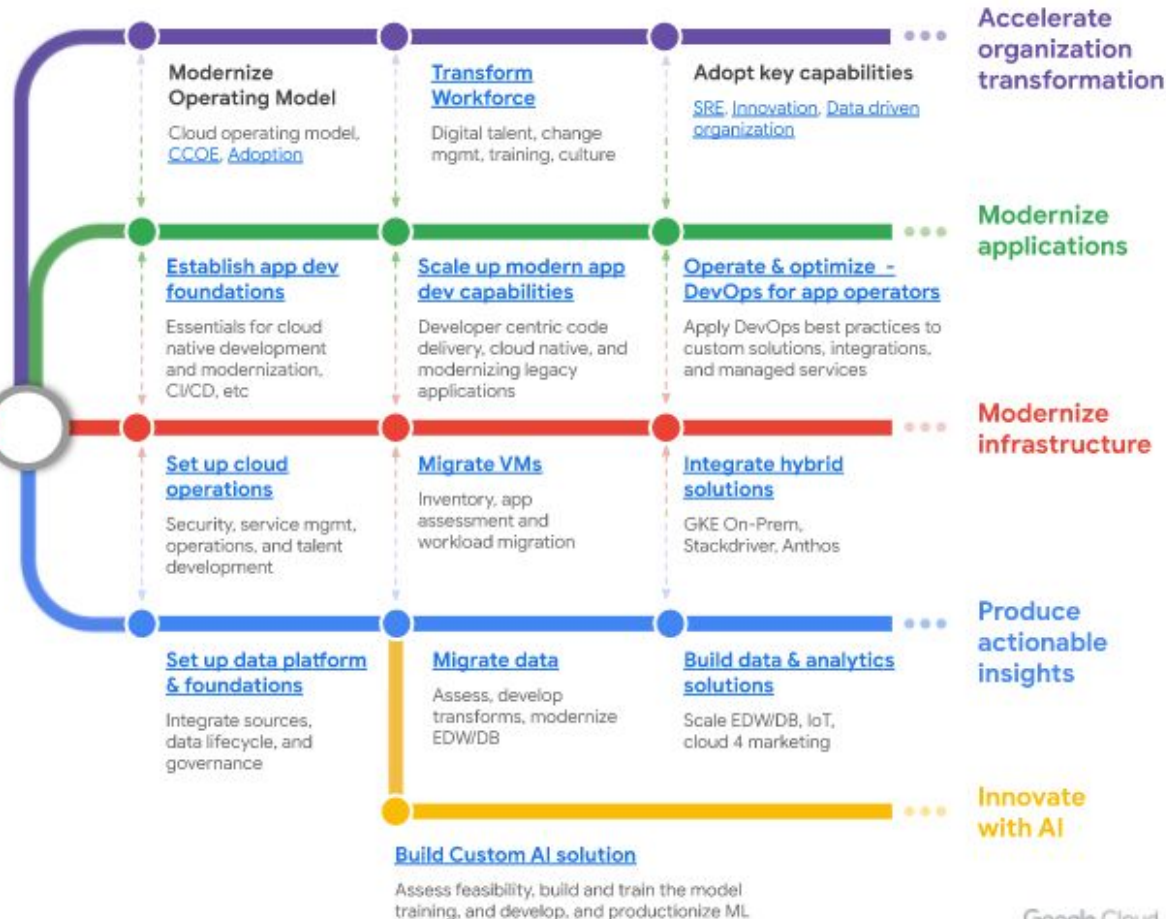 Accelerate
organization
transformation
Modernize
Operating Model
Cloud operating model,
CCOE, Adoption
Transform
Workforce
Digital talent, change
mgmt, training, culture
Adopt key capabilities
SRE, Innovation, Data driven
organization
Modernize
applications
Establish app dev
foundations
Essentials for cloud
native development
and modernization,
CI/CD, etc
Scale up modern app
dev capabilities
Developer centric code
delivery, cloud native, and
modernizing legacy
applications
Operate & optimize -
DevOps for app operators
Apply DevOps best practices to
custom solutions, integrations,
and managed services
Modernize
infrastructure
Set up cloud
operations
Security, service mgmt,
operations, and talent
development
Migrate VMs
Inventory, app
assessment and
workload migration
Integrate hybrid
solutions
GKE On-Prem,
Stackdriver, Anthos
Produce
actionable
insights
Set up data platform
& foundations
Integrate sources,
data lifecycle, and
governance
Migrate data
Assess, develop
transforms, modernize
EDW/DB
Build data & analytics
solutions
Scale EDW/DB, IoT,
cloud 4 marketing
Innovate
with AI
Build Custom AI solution
Assess feasibility, build and train the model
training, and develop, and productionize ML
Google Cloud